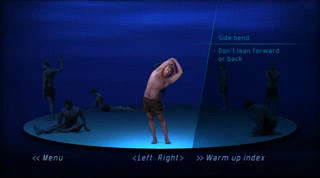 Side bend
· Don't lean forward
or back
<< Menu
<Left Right>
>> Warm up index